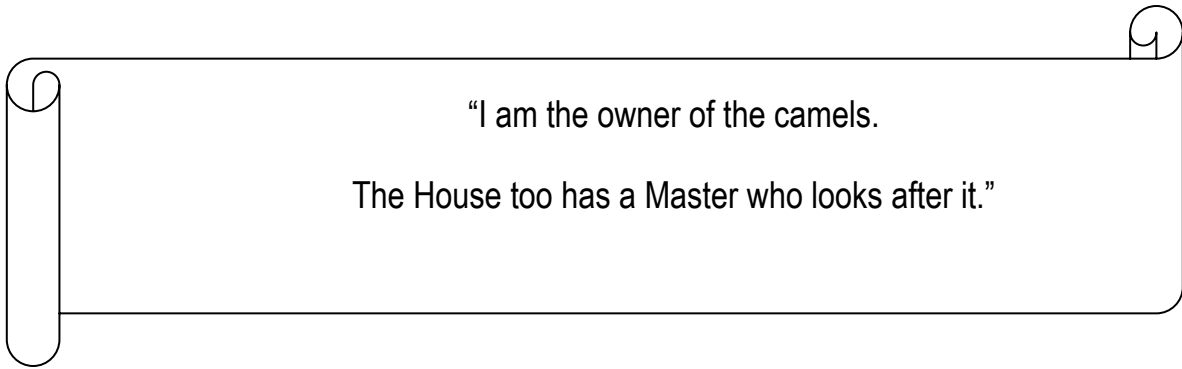 “I am the owner of the camels.
The House too has a Master who looks after it.”